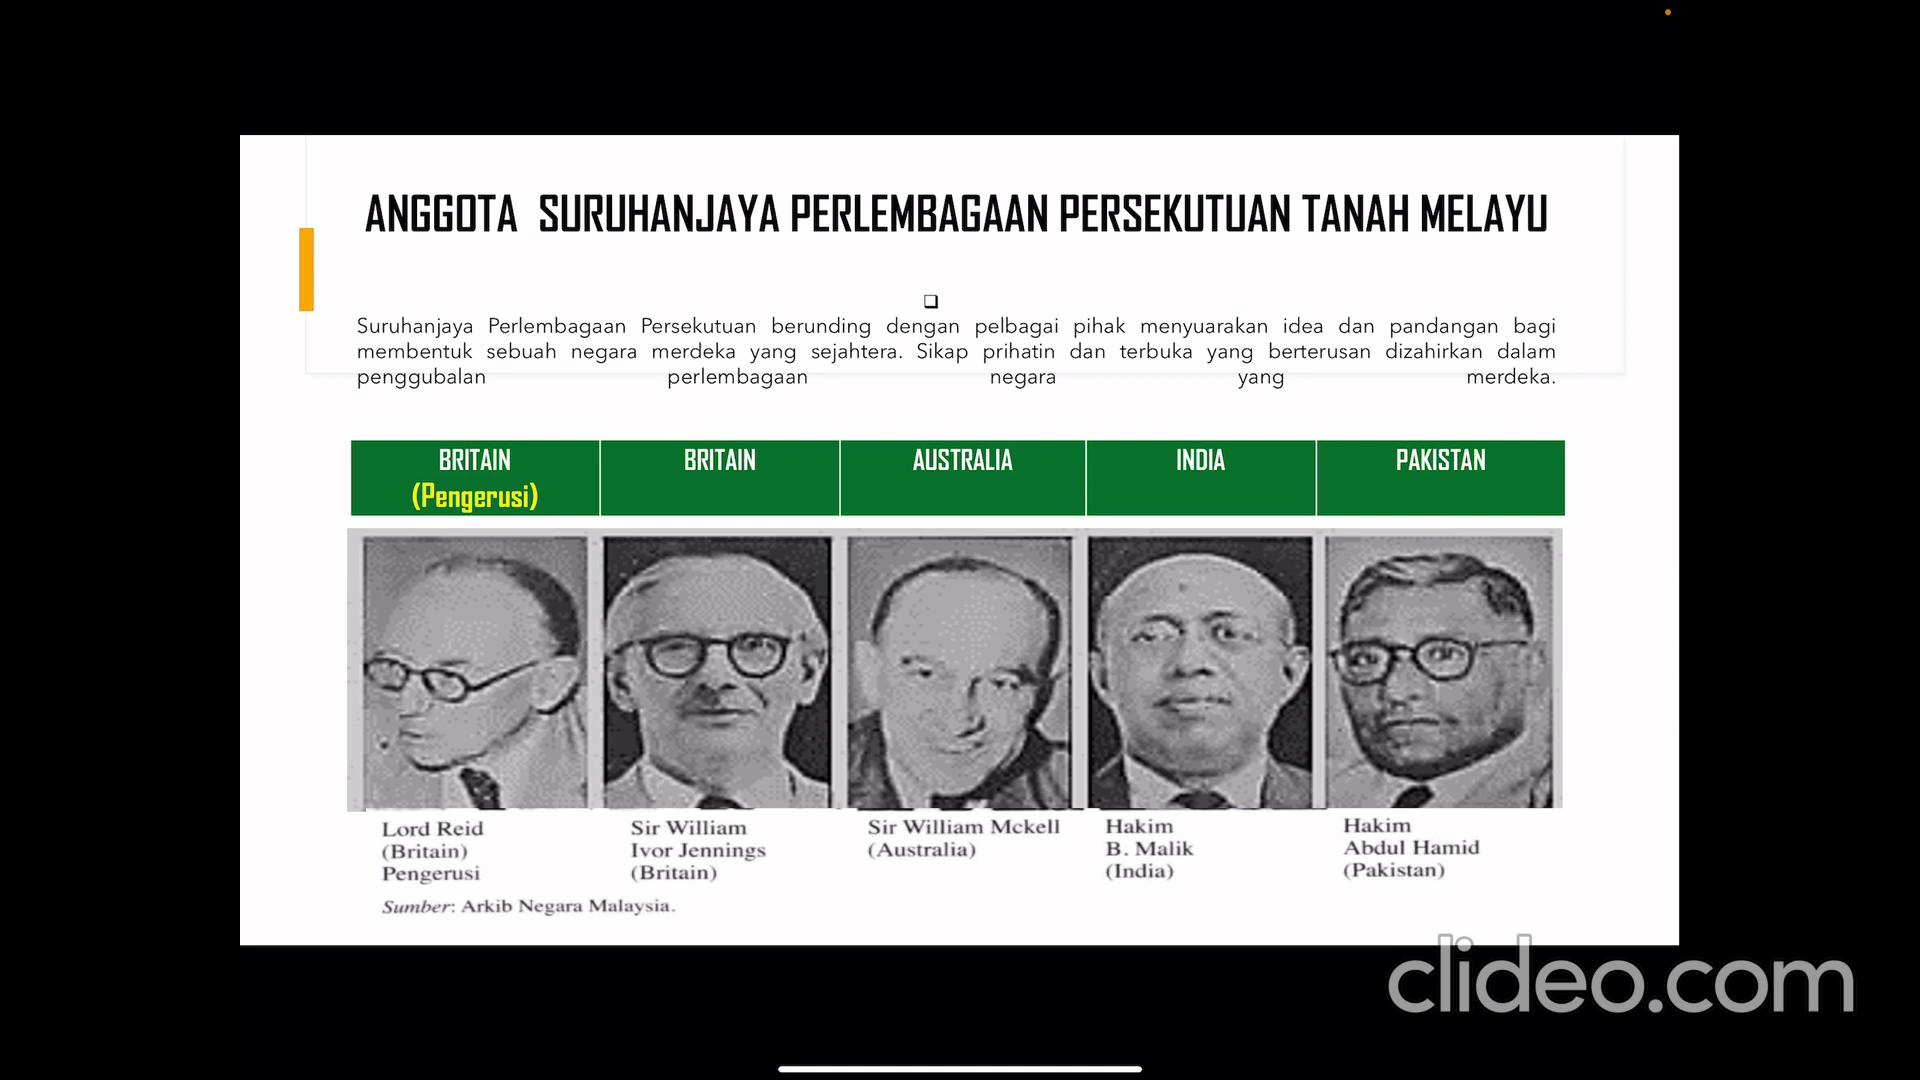 ANGGOTA SURUHANJAYA PERLEMBAGAAN PERSEKUTUAN TANAH MELAYU
Suruhanjaya Perlembagaan Persekutuan berunding dengan pelbagai pihak menyuarakan idea dan pandangan bagi
membentuk sebuah negara merdeka yang sejahtera. Sikap prihatin dan terbuka yang berterusan dizahirkan dalam
penggubalan perlembagaan negara yang merdeka.
BRITAIN
(Pengerusi)
BRITAIN
AUSTRALIA
INDIA
PAKISTAN
Lord Reid
(Britain)
Pengerusi
Sir William
Ivor Jennings
(Britain)
Sir William Mckell
(Australia)
Hakim
B. Malik
(India)
Hakim
Abdul Hamid
(Pakistan)
Sumber: Arkib Negara Malaysia.
clideo.com